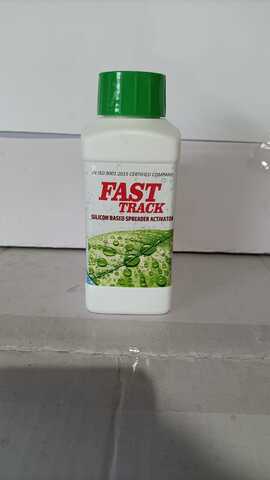 AN ISO 9001:2015 CERTIFIED COMPANY
FAST
TRACK
SILICON BASED SPREADER ACTIVATOR